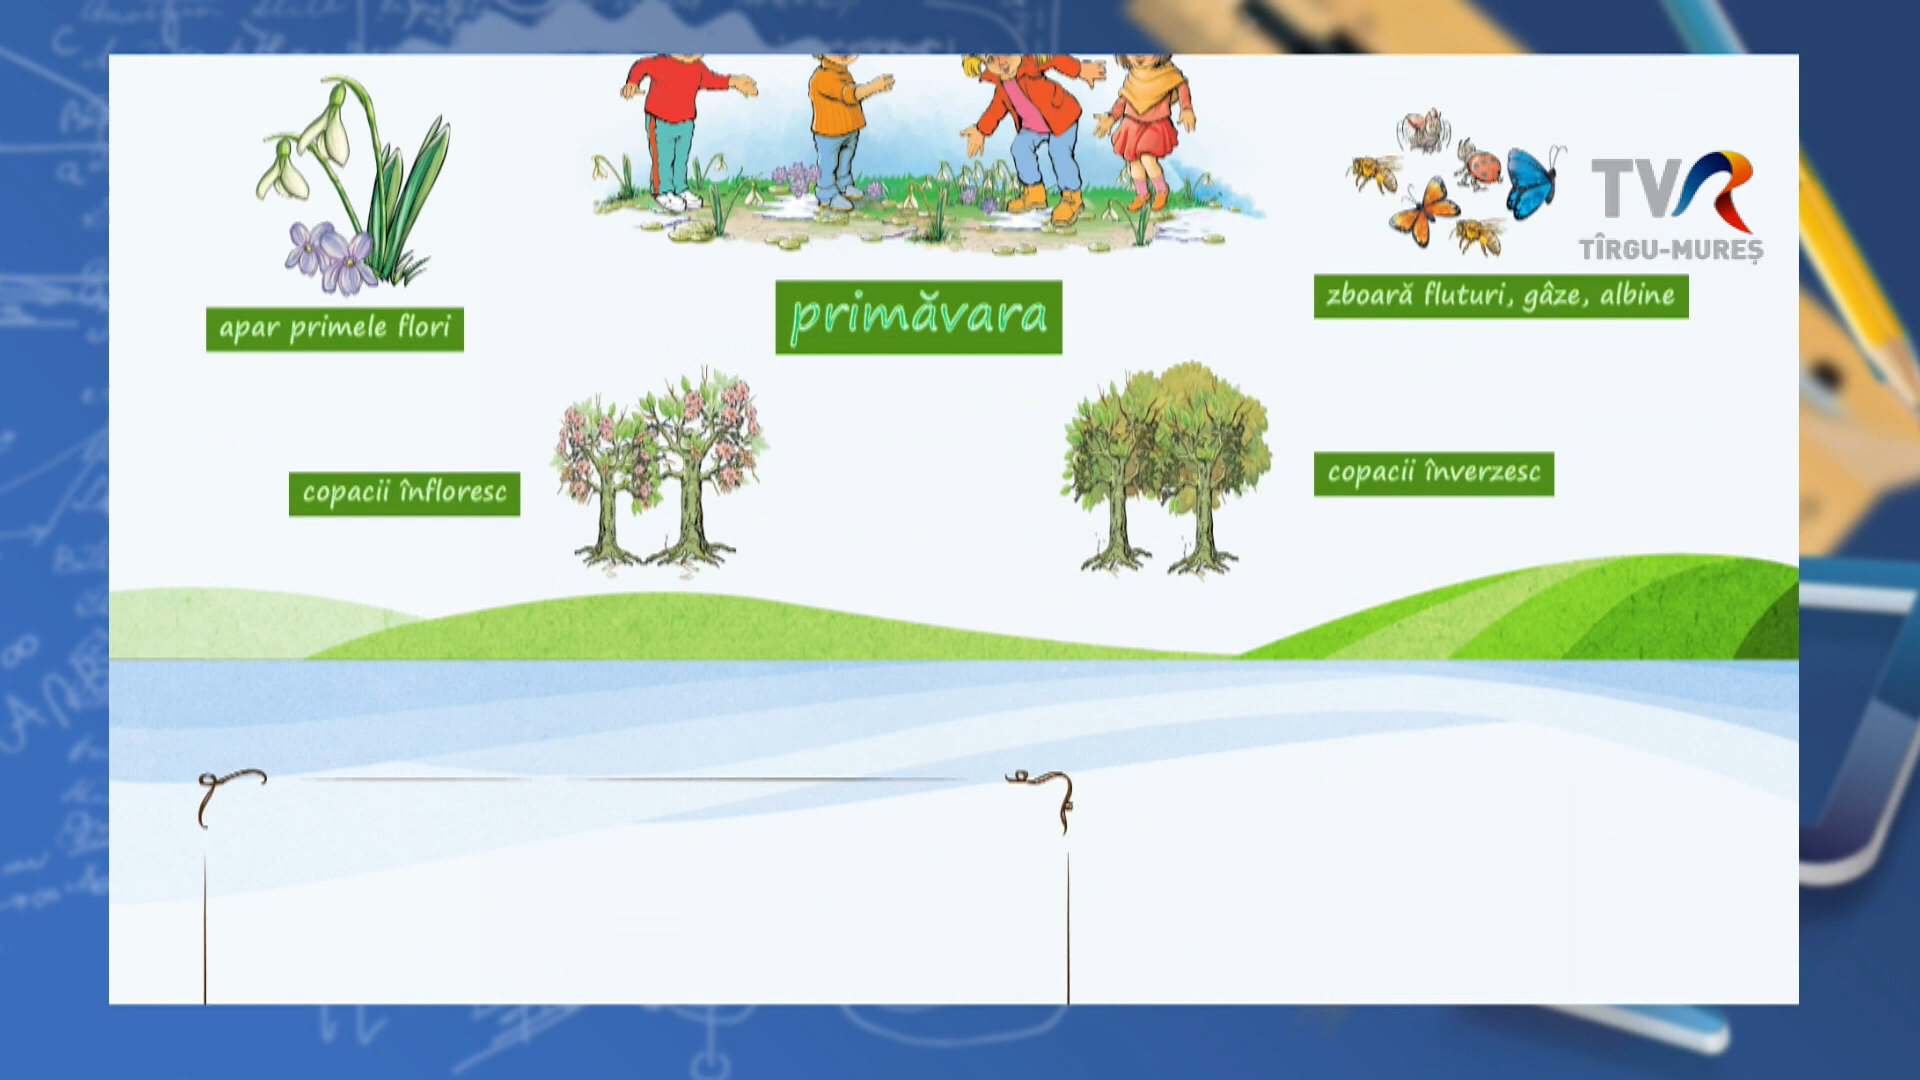 TVR
TÎRGU-MUREȘ
apar primele flori
primăvara
zboară fluturi, gâze, albine
copacii înfloresc
copacii înverzesc